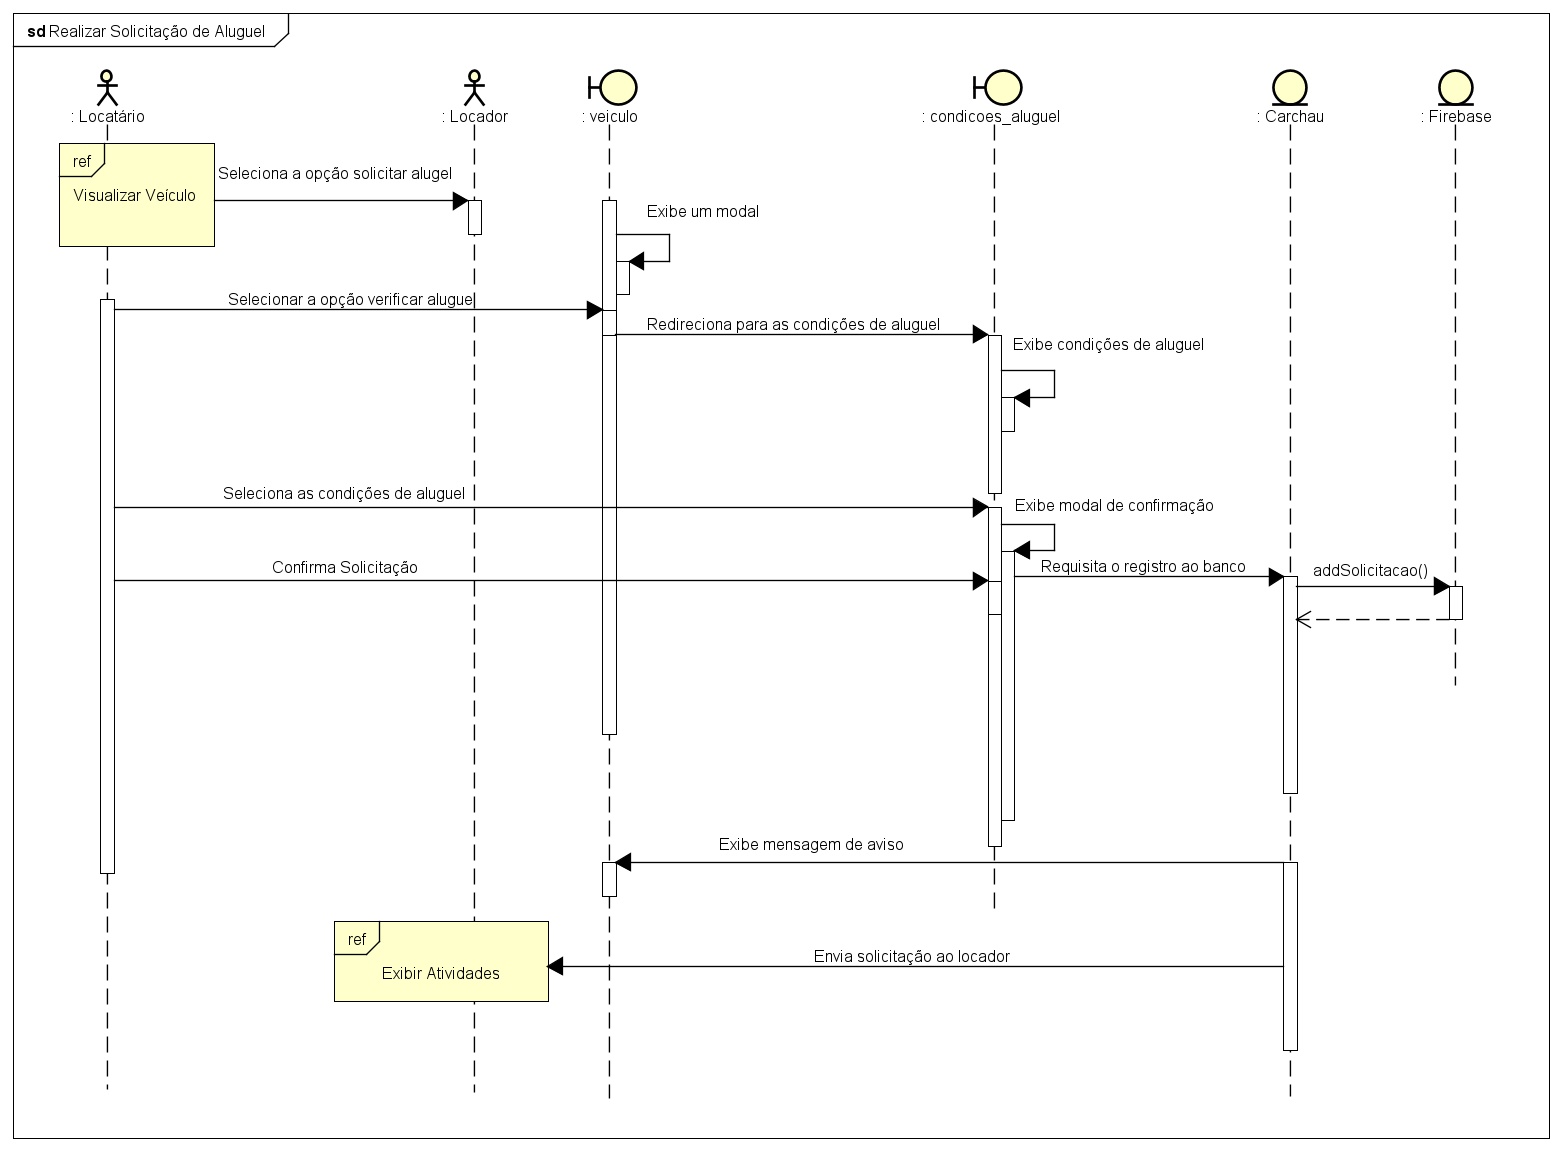 sd Realizar Solicitação de Aluguel
: Locatário
: Locador
: veiculo
: condicoes_aluguel
: Carchau
: Firebase
ref
Visualizar Veículo
Seleciona a opção solicitar alugel
Exibe um modal
Selecionar a opção verificar aluguel
Redireciona para as condições de aluguel
Exibe condições de aluguel
Seleciona as condições de aluguel
Exibe modal de confirmação
Confirma Solicitação
Requisita o registro ao banco
addSolicitacao()
Exibe mensagem de aviso
ref
Exibir Atividades
Envia solicitação ao locador